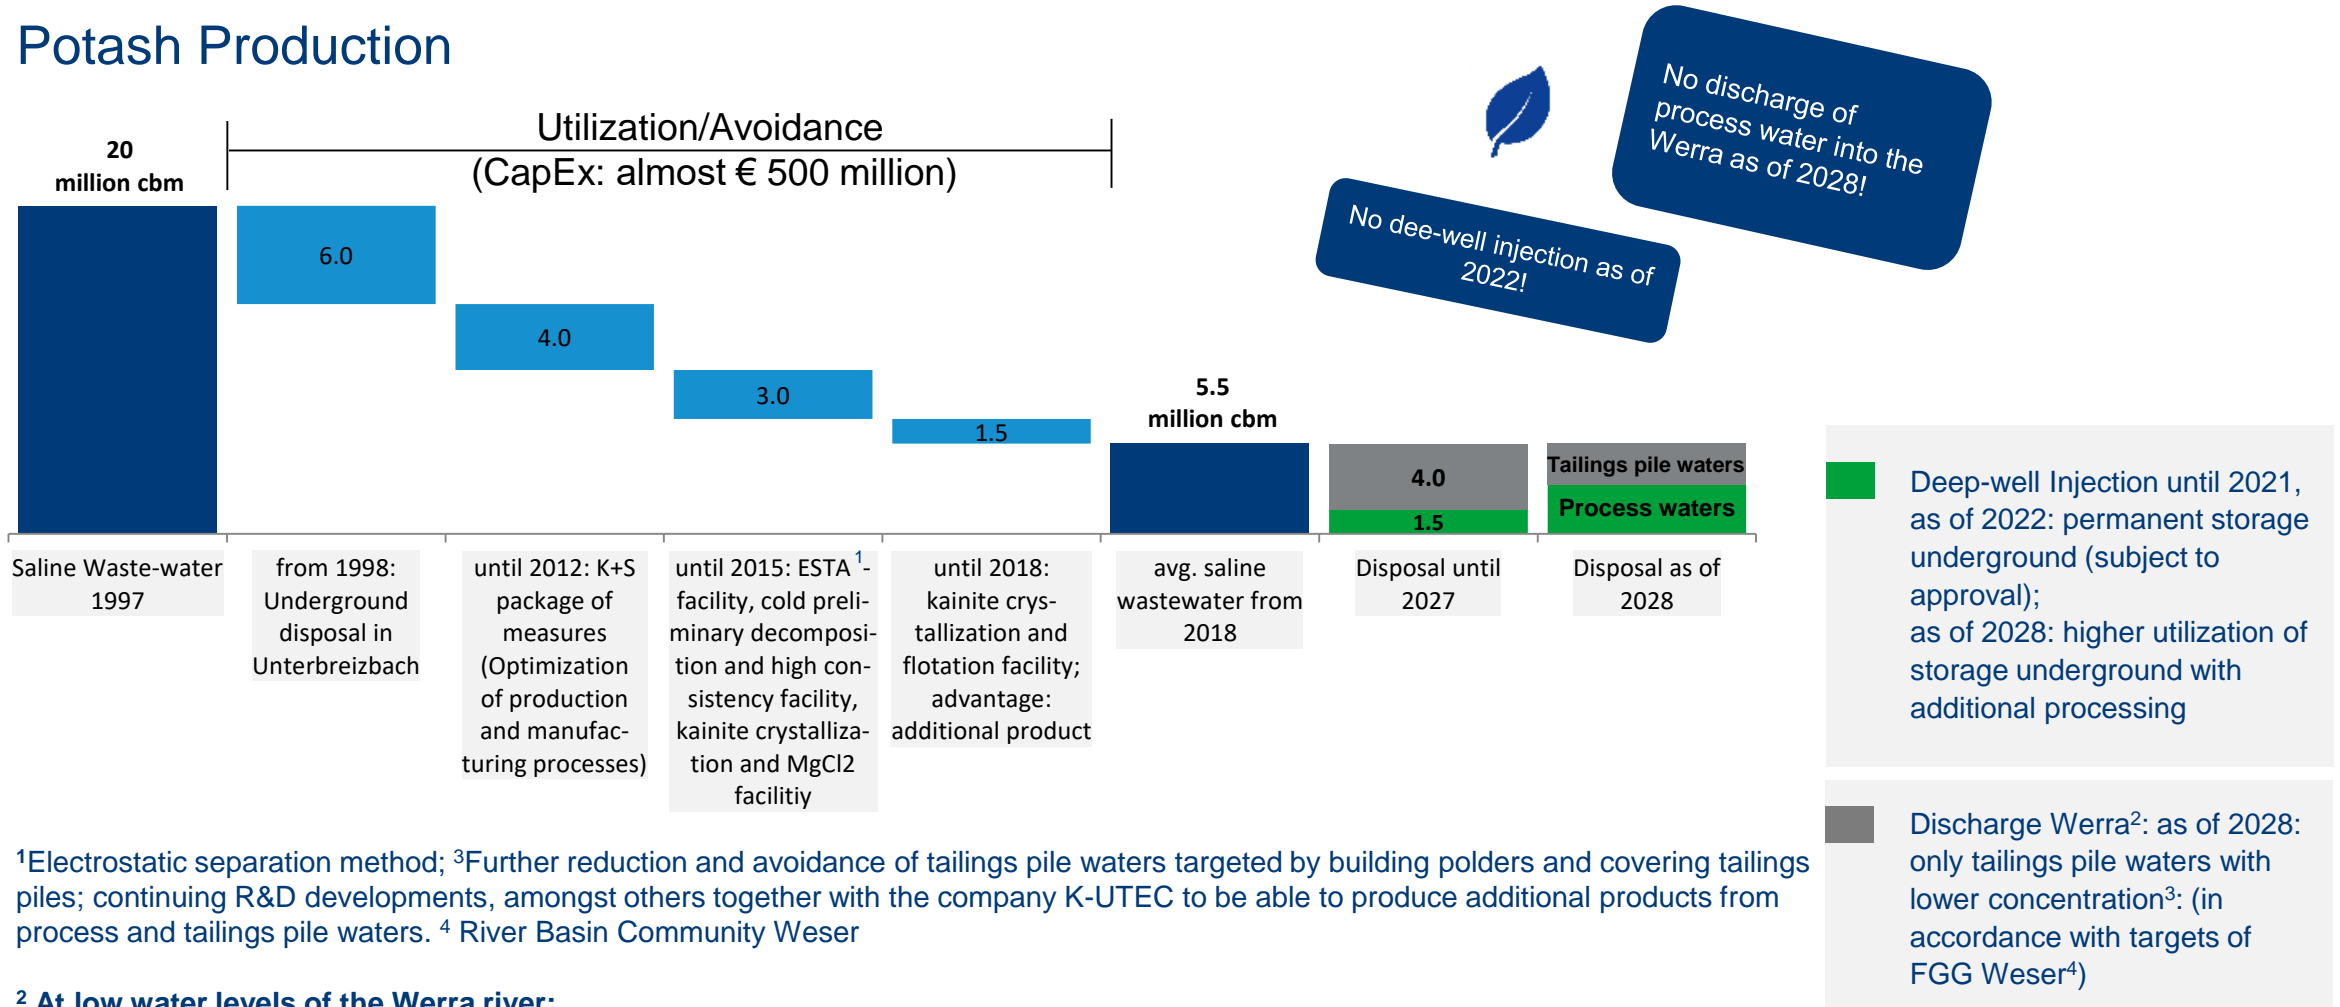 Potash Production
No discharge of
process water into the
Werra as of 2028!
No dee-well injection as of
2022!
Utilization/Avoidance
(CapEx: almost € 500 million)
20
million cbm
6.0
4.0
3.0
1.5
5.5
million cbm
4.0
1.5
Tailings pile waters
Process waters
Saline Waste-water
1997
from 1998:
Underground
disposal in
Unterbreizbach
until 2012: K+S
package of
measures
(Optimization
of production
and manufac-
turing processes)
until 2015: ESTA 1-
facility, cold preli-
minary decomposi-
tion and high con-
sistency facility,
kainite crystalliza-
tion and MgCl2
facilitiy
until 2018:
kainite crys-
tallization and
flotation facility;
advantage:
additional product
avg. saline
wastewater from
2018
Disposal until
2027
Disposal as of
2028
Deep-well Injection until 2021,
as of 2022: permanent storage
underground (subject to
approval);
as of 2028: higher utilization of
storage underground with
additional processing
Discharge Werra²: as of 2028:
only tailings pile waters with
lower concentration³: (in
accordance with targets of
FGG Weser⁴)
¹Electrostatic separation method; ³Further reduction and avoidance of tailings pile waters targeted by building polders and covering tailings
piles; continuing R&D developments, amongst others together with the company K-UTEC to be able to produce additional products from
process and tailings pile waters. ⁴ River Basin Community Weser
² At low water levels of the Werra river: